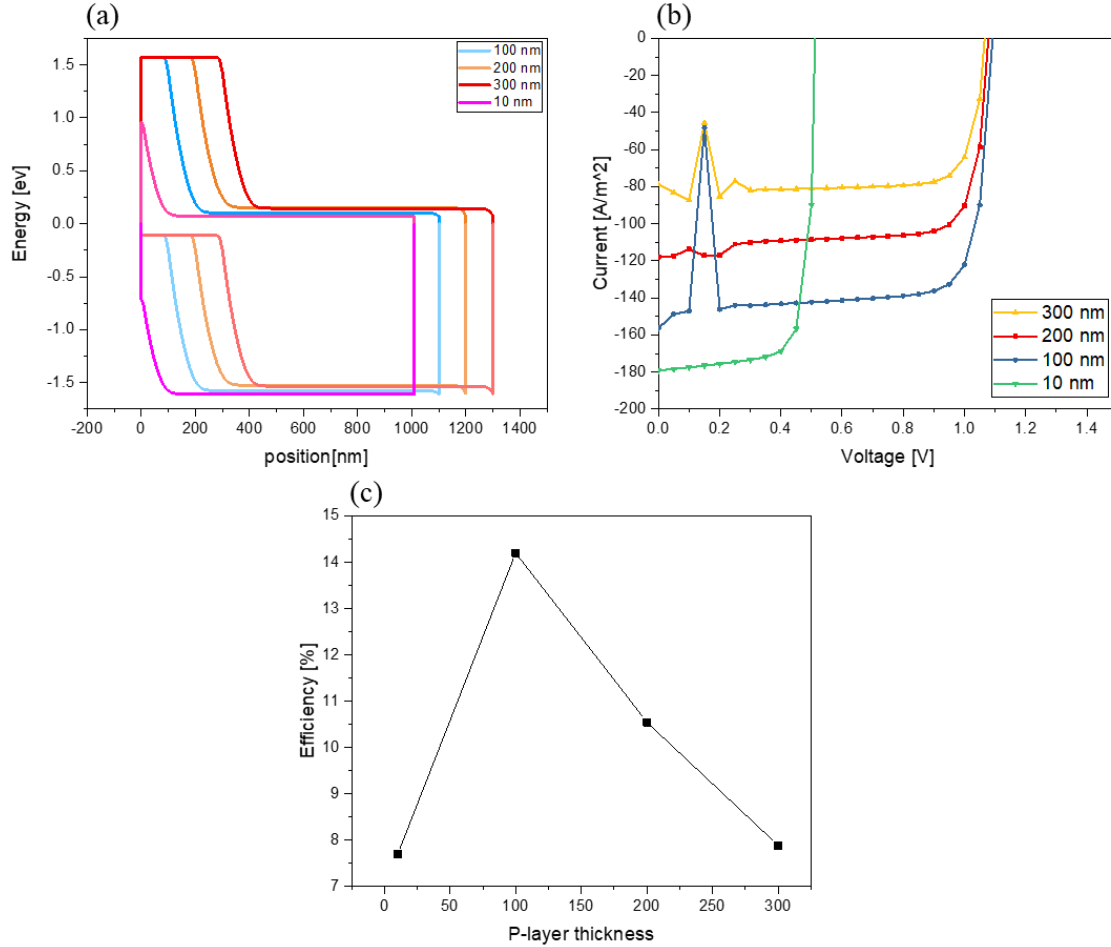 (a)
1.5
1.0
0.5
0.0
-0.5
-1.0
-1.5
Energy [ev]
-200 0 200 400 600 800 1000 1200 1400
position[nm]
100 nm
200 nm
300 nm
10 nm
(b)
0
-20
-40
-60
-80
-100
-120
-140
-160
-180
-200
Current [A/m^2]
0.0 0.2 0.4 0.6 0.8 1.0 1.2 1.4
Voltage [V]
300 nm
200 nm
100 nm
10 nm
(c)
15
14
13
12
11
10
9
8
7
Efficiency [%]
0 50 100 150 200 250 300
P-layer thickness